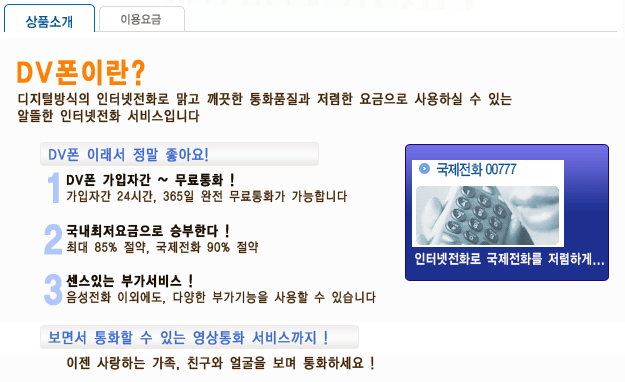 상품소개
이용요금
DV폰이란?
디지털방식의 인터넷전화로 맑고 깨끗한 통화품질과 저렴한 요금으로 사용하실 수 있는
알뜰한 인터넷전화 서비스입니다
DV폰 이래서 정말 좋아요!
1 DV폰 가입자간 ~ 무료통화 !
가입자간 24시간, 365일 완전 무료통화가 가능합니다
2 국내최저요금으로 승부한다 !
최대 85% 절약, 국제전화 90% 절약
3 센스있는 부가서비스 !
음성전화 이외에도, 다양한 부가기능을 사용할 수 있습니다
국제전화 00777
인터넷전화로 국제전화를 저렴하게...
보면서 통화할 수 있는 영상통화 서비스까지 !
이젠 사랑하는 가족, 친구와 얼굴을 보며 통화하세요 !